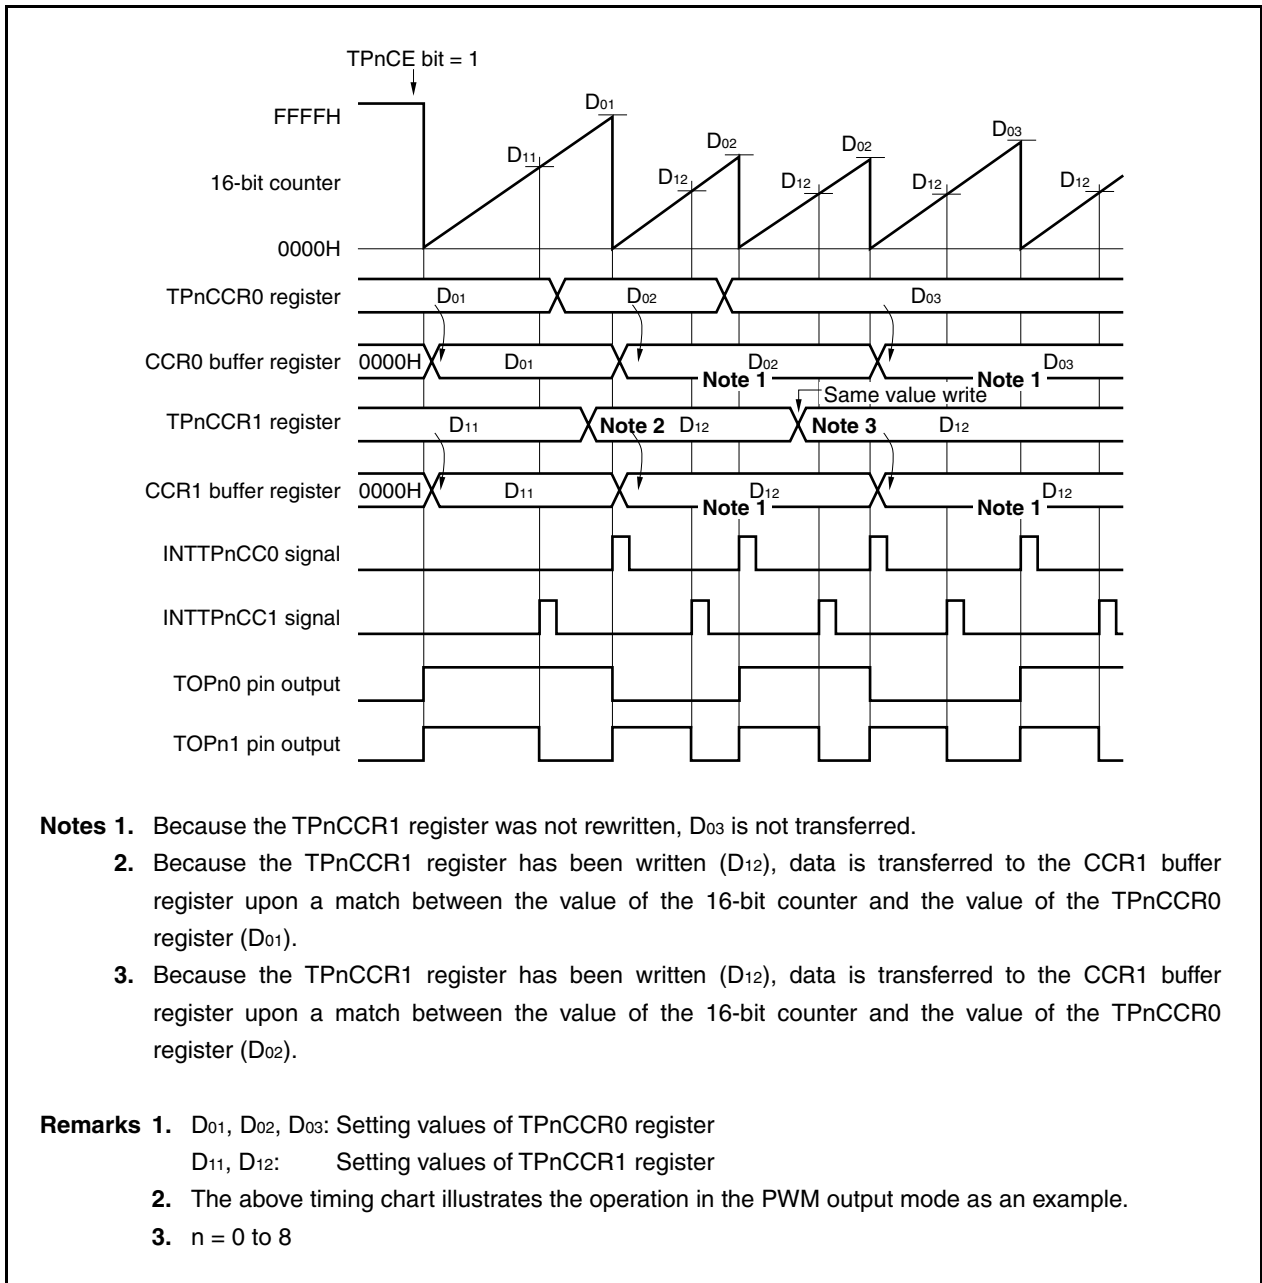 TPnCE bit = 1
FFFFH
D01
D11
D02
D02
D03
16-bit counter
D12
D12
D12
D12
0000H
TPnCCR0 register
D01
D02
D03
CCR0 buffer register
0000H
D01
D02
Note 1
D03
Note 1
Same value write
TPnCCR1 register
D11
Note 2
D12
Note 3
D12
CCR1 buffer register
0000H
D11
D12
Note 1
D12
Note 1
INTTPnCC0 signal
INTTPnCC1 signal
TOPn0 pin output
TOPn1 pin output
Notes 1. Because the TPnCCR1 register was not rewritten, D03 is not transferred.
2. Because the TPnCCR1 register has been written (D12), data is transferred to the CCR1 buffer
register upon a match between the value of the 16-bit counter and the value of the TPnCCR0
register (D01).
3. Because the TPnCCR1 register has been written (D12), data is transferred to the CCR1 buffer
register upon a match between the value of the 16-bit counter and the value of the TPnCCR0
register (D02).
Remarks 1. D01, D02, D03: Setting values of TPnCCR0 register
D11, D12: Setting values of TPnCCR1 register
2. The above timing chart illustrates the operation in the PWM output mode as an example.
3. n = 0 to 8